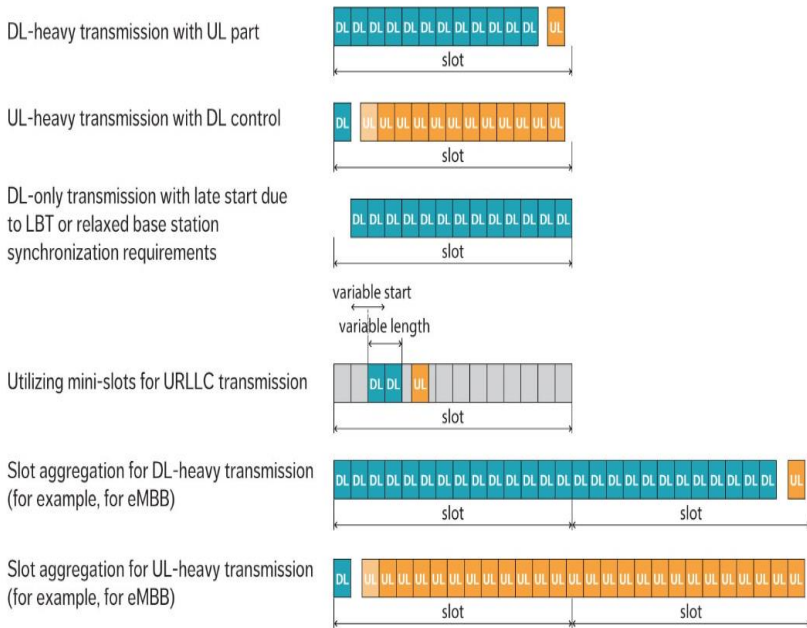 DL-heavy transmission with UL part
DL DL DL DL DL DL DL DL DL DL DL DL UL
slot
UL-heavy transmission with DL control
DL UL UL UL UL UL UL UL UL UL UL UL UL
slot
DL-only transmission with late start due
to LBT or relaxed base station
synchronization requirements
DL DL DL DL DL DL DL DL DL DL DL DL DL
slot
variable start
variable length
Utilizing mini-slots for URLLC transmission
DL DL UL
slot
Slot aggregation for DL-heavy transmission
(for example, for eMBB)
DL DL DL DL DL DL DL DL DL DL DL DL DL DL DL DL DL DL DL DL DL DL DL DL DL DL UL
slot slot
Slot aggregation for UL-heavy transmission
(for example, for eMBB)
DL UL UL UL UL UL UL UL UL UL UL UL UL UL UL UL UL UL UL UL UL UL UL UL UL UL UL
slot slot